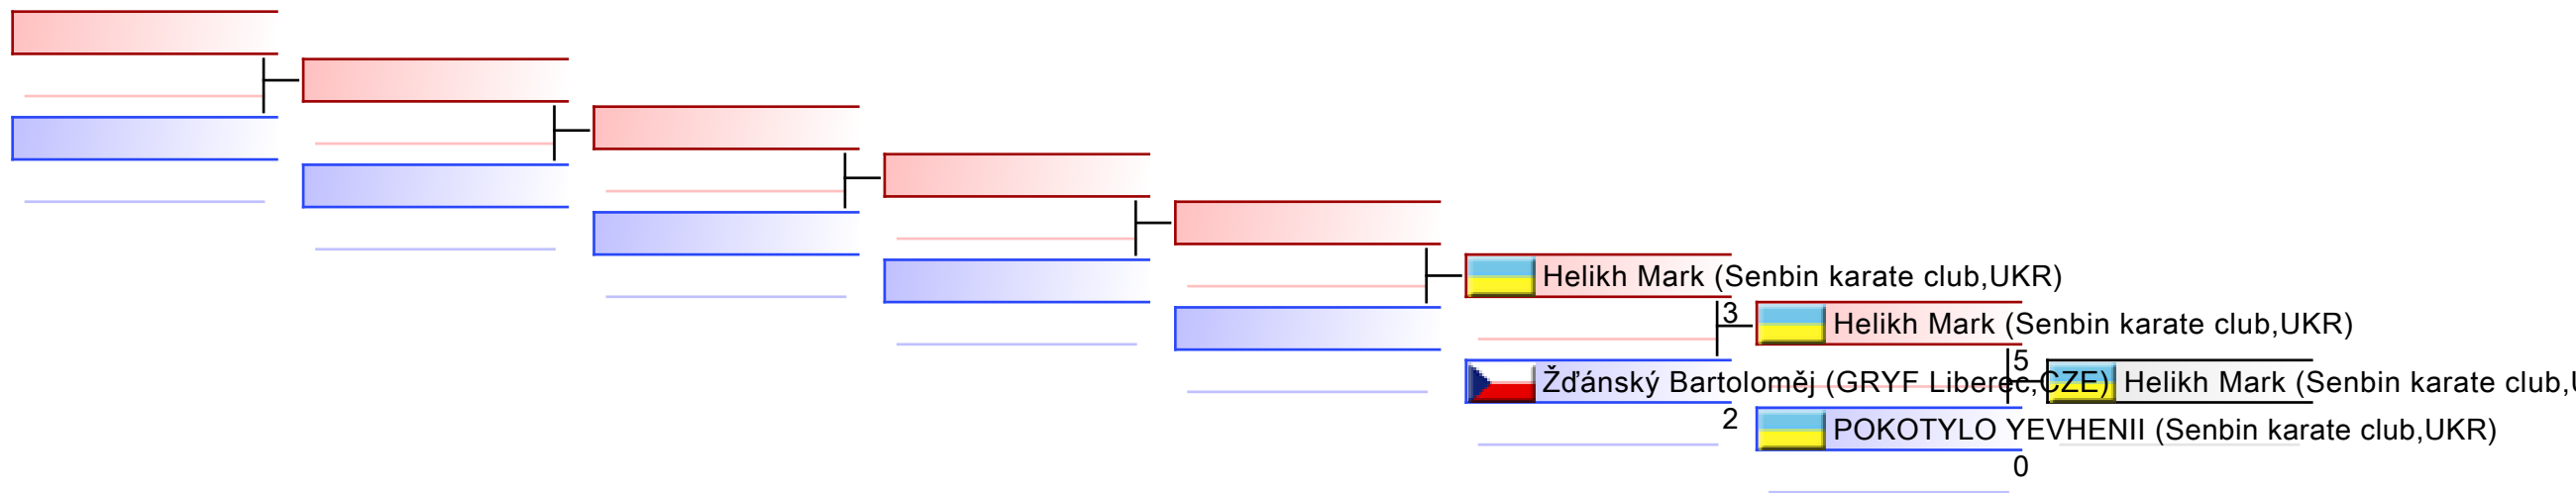 Helikh Mark (Senbin karate club,UKR)
3
Helikh Mark (Senbin karate club,UKR)
5
Žďánský Bartoloměj (GRYF Liberec,CZE)
Helikh Mark (Senbin karate club,
2
POKOTYLO YEVHENII (Senbin karate club,UKR)
0